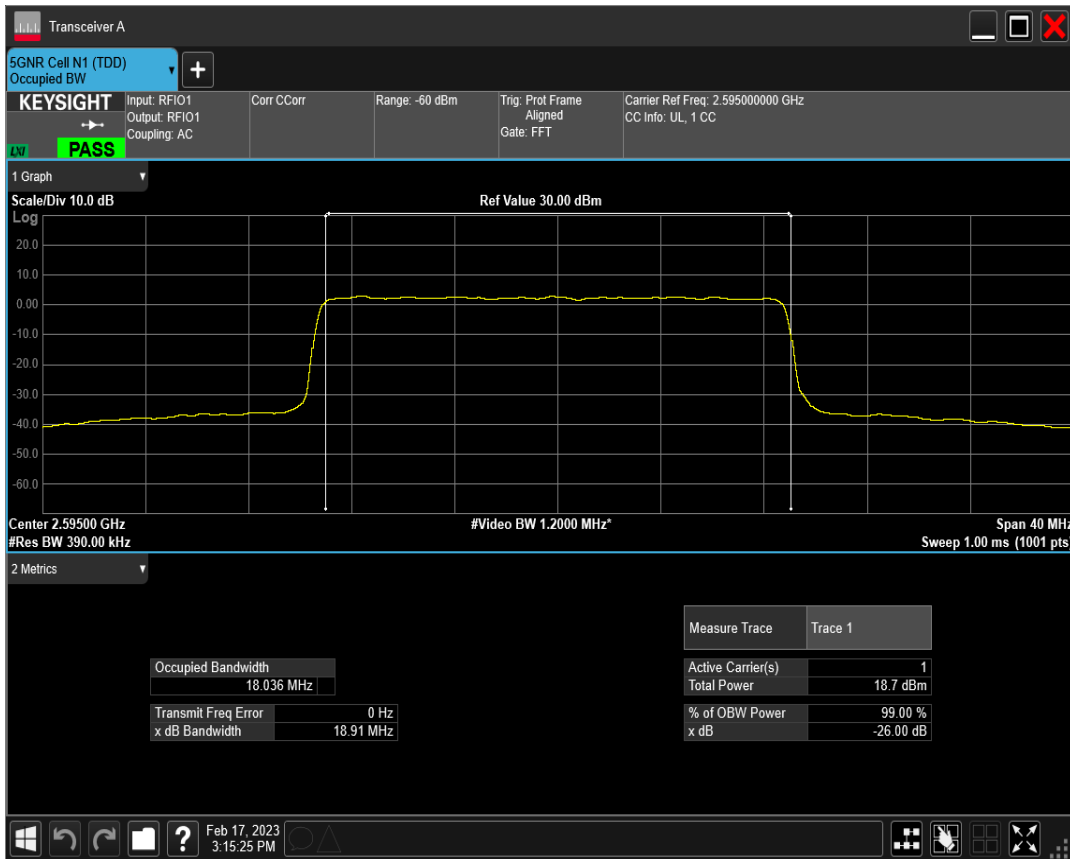 Transceiver A
5GNR Cell N1 (TDD)
Occupied BW
+
KEYSIGHT
LXI
PASS
Input: RFIO1
Output: RFIO1
Coupling: AC
Corr CCorr
Range: -60 dBm
Trig: Prot Frame
Aligned
Gate: FFT
Carrier Ref Freq: 2.595000000 GHz
CC Info: UL, 1 CC
1 Graph
Scale/Div 10.0 dB
Ref Value 30.00 dBm
Log
20.0
10.0
0.00
-10.0
-20.0
-30.0
-40.0
-50.0
-60.0
Center 2.59500 GHz
#Video BW 1.2000 MHz*
Span 40 MHz
#Res BW 390.00 kHz
Sweep 1.00 ms (1001 pts)
2 Metrics
Measure Trace Trace 1
Occupied Bandwidth
18.036 MHz
Active Carrier(s) 1
Total Power 18.7 dBm
Transmit Freq Error 0 Hz
x dB Bandwidth 18.91 MHz
% of OBW Power 99.00 %
x dB -26.00 dB
?
Feb 17, 2023
3:15:25 PM